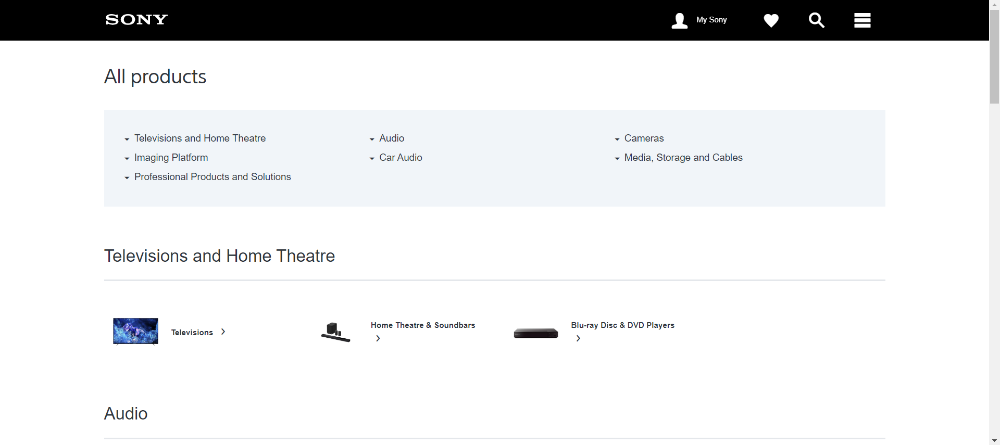 SONY
My Sony
All products
Televisions and Home Theatre
Audio
Cameras
Imaging Platform
Car Audio
Media, Storage and Cables
Professional Products and Solutions
Televisions and Home Theatre
Televisions
Home Theatre & Soundbars
Blu-ray Disc & DVD Players
Audio